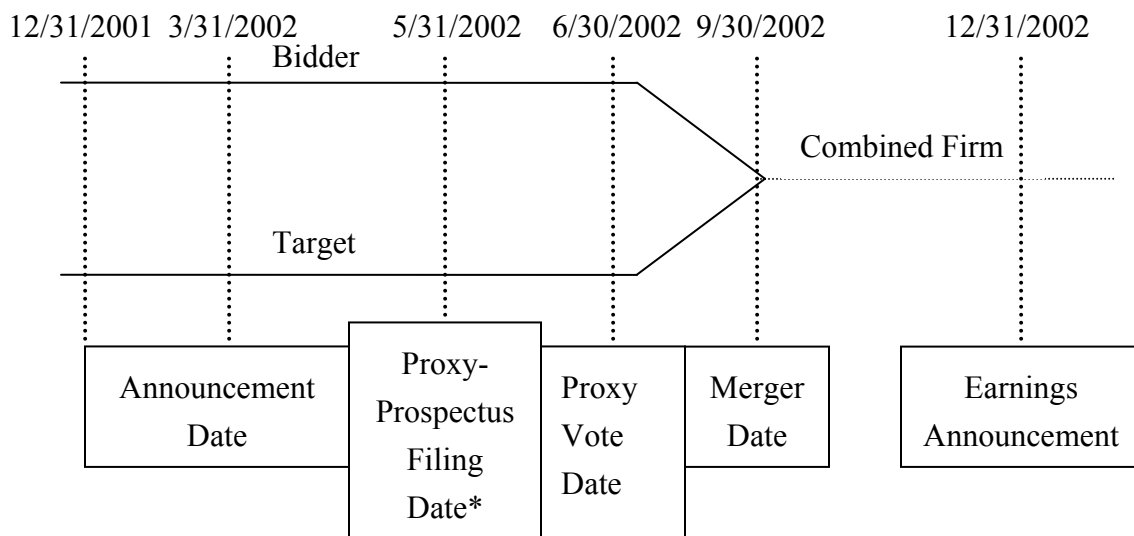 12/31/2001 3/31/2002 5/31/2002 6/30/2002 9/30/2002 12/31/2002
Bidder
Combined Firm
Target
Announcement
Date
Proxy-
Prospectus
Filing
Date*
Proxy
Vote
Date
Merger
Date
Earnings
Announcement